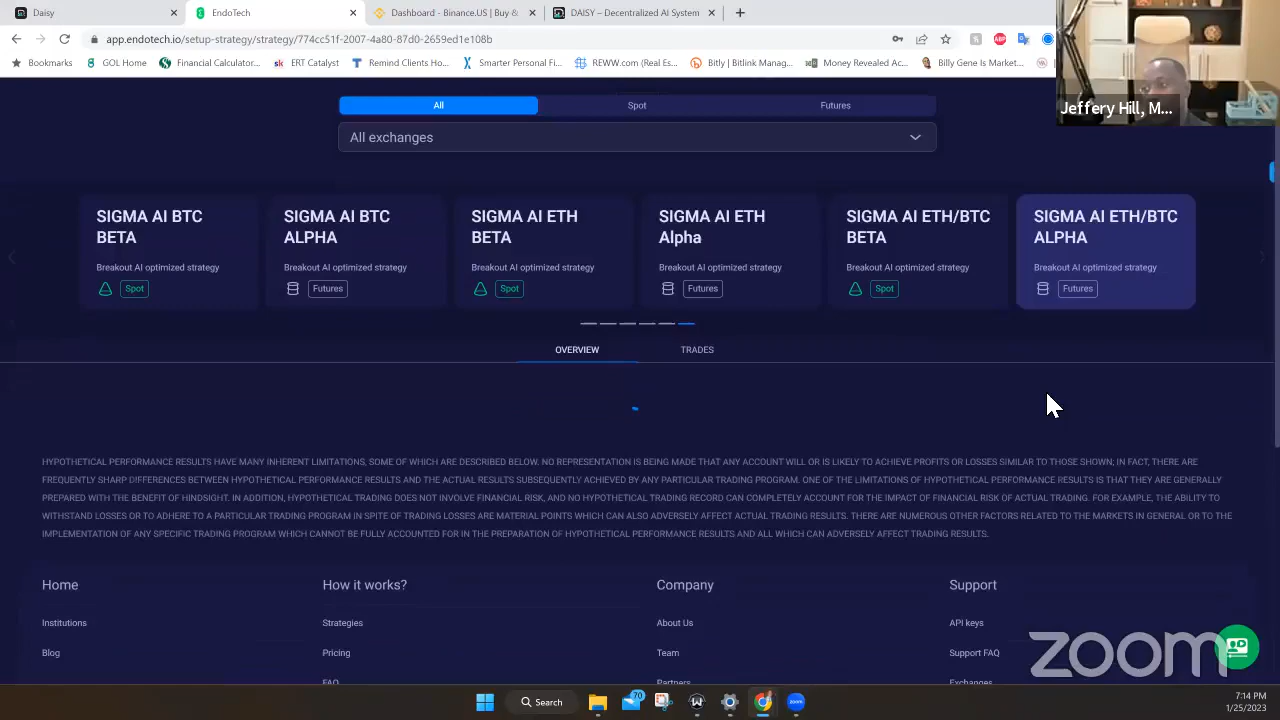 Daisy
EndoTech
DAISY – Decentralized AI System
app.endotech.io/setup-strategy/strategy/774cc51f-2007-4a80-87d0-2659ed1e108b
Bookmarks
GOL Home
Financial Calculator...
ERT Catalyst
Remind Clients Ho...
Smarter Personal Fi...
REWW.com (Real Es...
Bitly | Bitlink Manag...
Money Revealed Ac...
Billy Gene Is Market...
Jeffery Hill, M...
All
Spot
Futures
All exchanges
SIGMA AI BTC
BETA
Breakout AI optimized strategy
Spot
SIGMA AI BTC
ALPHA
Breakout AI optimized strategy
Futures
SIGMA AI ETH
BETA
Breakout AI optimized strategy
Spot
SIGMA AI ETH
Alpha
Breakout AI optimized strategy
Futures
SIGMA AI ETH/BTC
BETA
Breakout AI optimized strategy
Spot
SIGMA AI ETH/BTC
ALPHA
Breakout AI optimized strategy
Futures
OVERVIEW
TRADES
HYPOTHETICAL PERFORMANCE RESULTS HAVE MANY INHERENT LIMITATIONS, SOME OF WHICH ARE DESCRIBED BELOW. NO REPRESENTATION IS BEING MADE THAT ANY ACCOUNT WILL OR IS LIKELY TO ACHIEVE PROFITS OR LOSSES SIMILAR TO THOSE SHOWN; IN FACT, THERE ARE
FREQUENTLY SHARP DIFFERENCES BETWEEN HYPOTHETICAL PERFORMANCE RESULTS AND THE ACTUAL RESULTS SUBSEQUENTLY ACHIEVED BY ANY PARTICULAR TRADING PROGRAM. ONE OF THE LIMITATIONS OF HYPOTHETICAL PERFORMANCE RESULTS IS THAT THEY ARE GENERALLY
PREPARED WITH THE BENEFIT OF HINDSIGHT. IN ADDITION, HYPOTHETICAL TRADING DOES NOT INVOLVE FINANCIAL RISK, AND NO HYPOTHETICAL TRADING RECORD CAN COMPLETELY ACCOUNT FOR THE IMPACT OF FINANCIAL RISK OF ACTUAL TRADING. FOR EXAMPLE, THE ABILITY TO
WITHSTAND LOSSES OR TO ADHERE TO A PARTICULAR TRADING PROGRAM IN SPITE OF TRADING LOSSES ARE MATERIAL POINTS WHICH CAN ALSO ADVERSELY AFFECT ACTUAL TRADING RESULTS. THERE ARE NUMEROUS OTHER FACTORS RELATED TO THE MARKETS IN GENERAL OR TO THE
IMPLEMENTATION OF ANY SPECIFIC TRADING PROGRAM WHICH CANNOT BE FULLY ACCOUNTED FOR IN THE PREPARATION OF HYPOTHETICAL PERFORMANCE RESULTS AND ALL WHICH CAN ADVERSELY AFFECT TRADING RESULTS.
Home
Institutions
Blog
How it works?
Strategies
Pricing
FAQ
Company
About Us
Team
Partners
Support
API keys
Support FAQ
Exchanges
zoom
Search
70
7:14 PM
1/25/2023